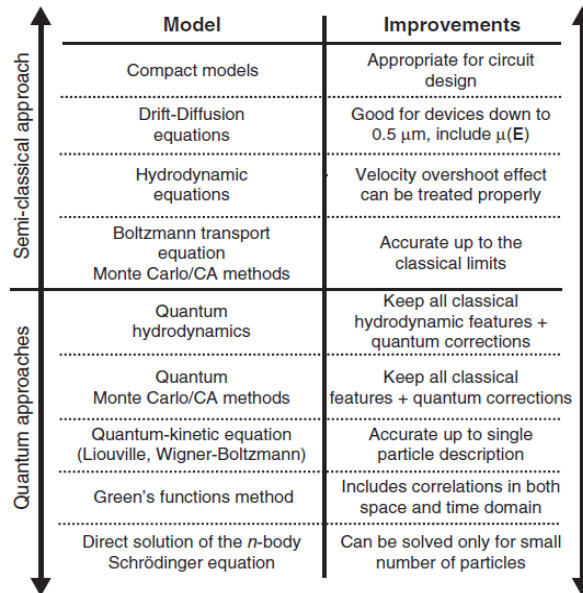 Model
Improvements
Semi-classical approach
Compact models
Appropriate for circuit
design
Drift-Diffusion
equations
Good for devices down to
0.5 μm, include μ(E)
Hydrodynamic
equations
Velocity overshoot effect
can be treated properly
Boltzmann transport
equation
Monte Carlo/CA methods
Accurate up to the
classical limits
Quantum approaches
Quantum
hydrodynamics
Keep all classical
hydrodynamic features +
quantum corrections
Quantum
Monte Carlo/CA methods
Keep all classical
features + quantum corrections
Quantum-kinetic equation
(Liouville, Wigner-Boltzmann)
Accurate up to single
particle description
Green's functions method
Includes correlations in both
space and time domain
Direct solution of the n-body
Schrödinger equation
Can be solved only for small
number of particles